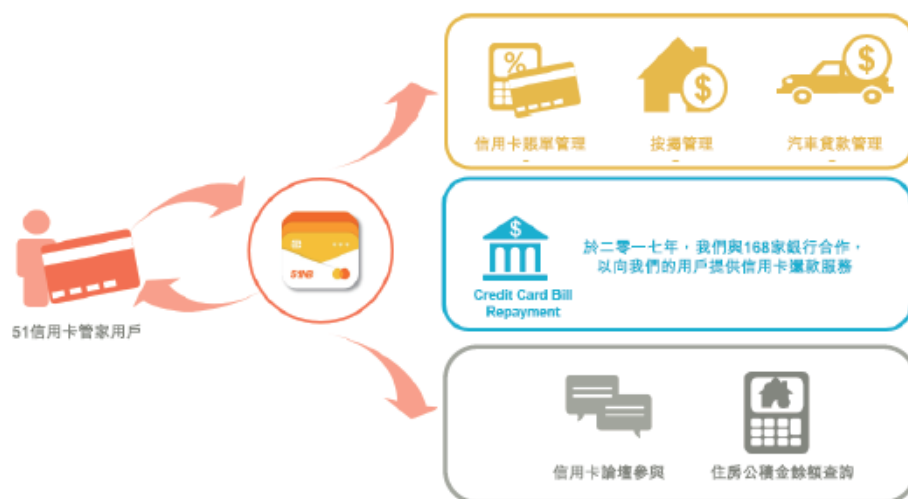 %
$
$
信用卡賬單管理
按揭管理
汽車貸款管理
51信用卡管家用戶
$
Credit Card Bill
Repayment
於二零一七年，我們與168家銀行合作，
以向我們的用戶提供信用卡還款服務
信用卡論壇參與
住房公積金餘額查詢